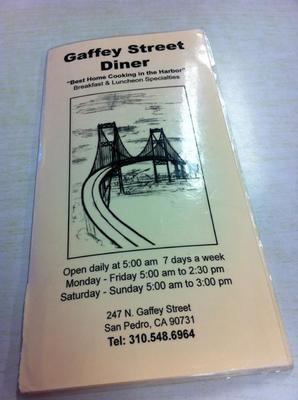 Gaffey Street
Diner
"Best Home Cooking in the Harbor"
Breakfast & Luncheon Specialties
Open daily at 5:00 am 7 days a week
Monday - Friday 5:00 am to 2:30 pm
Saturday - Sunday 5:00 am to 3:00 pm
247 N. Gaffey Street
San Pedro, CA 90731
Tel: 310.548.6964